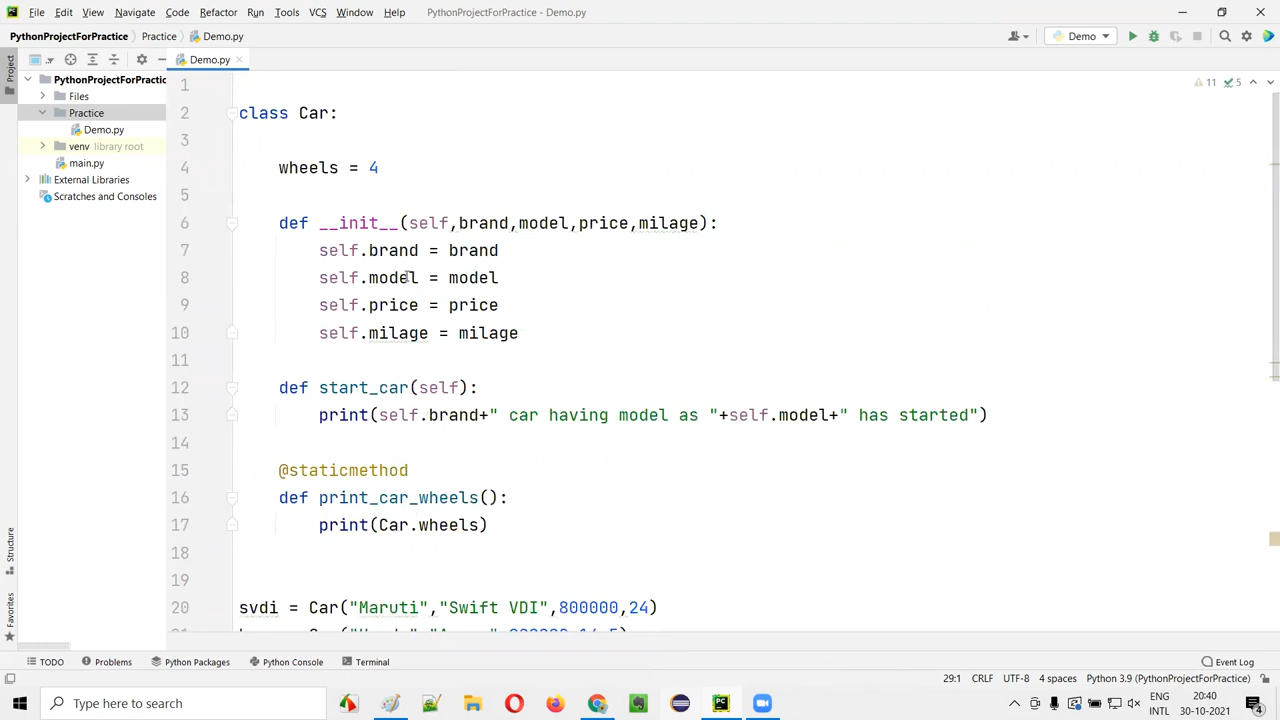 File Edit View Navigate Code Refactor Run Tools VCS Window Help PythonProjectForPractice - Demo.py
PythonProjectForPractice Practice Demo.py Demo
Project
Demo.py
PythonProjectForPractic
Files
Practice
Demo.py
venv library root
main.py
External Libraries
Scratches and Consoles
11 5
1
2 class Car:
3
4 wheels = 4
5
6 def __init__(self,brand,model,price,milage):
7 self.brand = brand
8 self.model = model
9 self.price = price
10 self.milage = milage
11
12 def start_car(self):
13 print(self.brand+" car having model as "+self.model+" has started")
14
15 @staticmethod
16 def print_car_wheels():
17 print(Car.wheels)
18
19
20 svdi = Car("Maruti","Swift VDI",800000,24)
Structure
Favorites
TODO Problems Python Packages Python Console Terminal Event Log
29:1 CRLF UTF-8 4 spaces Python 3.9 (PythonProjectForPractice)
Type here to search
ENG
INTL
20:40
30-10-2021
4